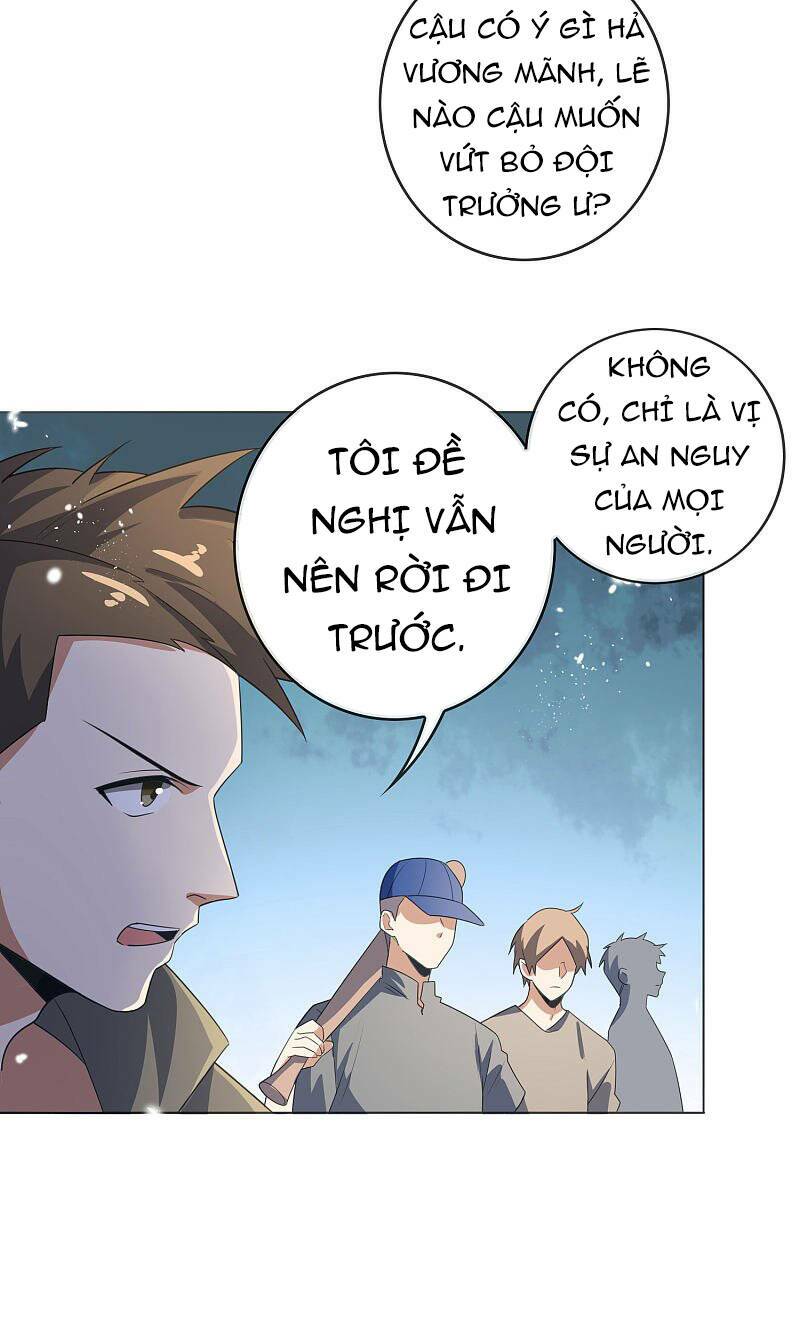 CẬU CÓ Ý GÌ HẢ
VƯƠNG MÃNH, LẼ
NÀO CẬU MUỐN
VỨT BỎ ĐỘI
TRƯỞNG Ư?
KHÔNG
CÓ, CHỈ LÀ VỊ
SỰ AN NGUY
CỦA MỌI
NGƯỜI.
TÔI ĐỀ
NGHỊ VẪN
NÊN RỜI ĐI
TRƯỚC.